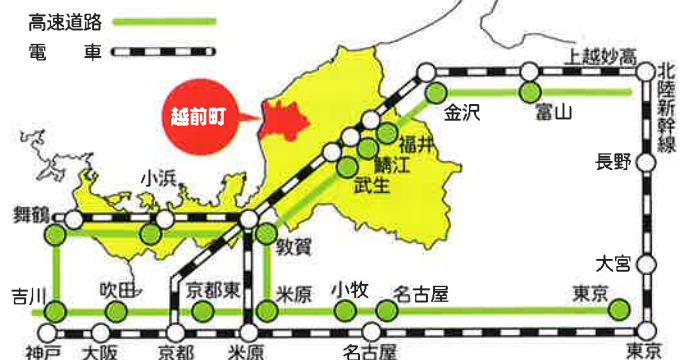 高速道路
電車
越前町
上越妙高
北陸新幹線
金沢
富山
福井
鯖江
武生
長野
小浜
舞鶴
敦賀
大宮
吉川
吹田
京都東
米原
小牧
名古屋
東京
神戸
大阪
京都
米原
名古屋
東京